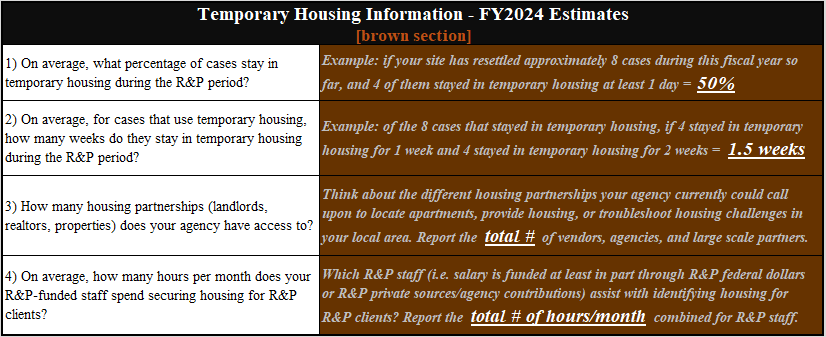 Temporary Housing Information - FY2024 Estimates
[brown section]
1) On average, what percentage of cases stay in
temporary housing during the R&P period?
Example: if your site has resettled approximately 8 cases during this fiscal year so
far, and 4 of them stayed in temporary housing at least 1 day = 50%
2) On average, for cases that use temporary housing,
how many weeks do they stay in temporary housing
during the R&P period?
Example: of the 8 cases that stayed in temporary housing, if 4 stayed in temporary
housing for 1 week and 4 stayed in temporary housing for 2 weeks = 1.5 weeks
3) How many housing partnerships (landlords,
realtors, properties) does your agency have access to?
Think about the different housing partnerships your agency currently could call
upon to locate apartments, provide housing, or troubleshoot housing challenges in
your local area. Report the total # of vendors, agencies, and large scale partners.
4) On average, how many hours per month does your
R&P-funded staff spend securing housing for R&P
clients?
Which R&P staff (i.e. salary is funded at least in part through R&P federal dollars
or R&P private sources/agency contributions) assist with identifying housing for
R&P clients? Report the total # of hours/month combined for R&P staff.